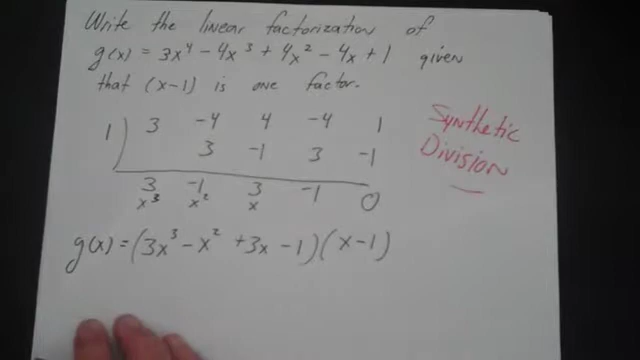 Write the linear factorization of
g(x) = 3x⁴ - 4x³ + 4x² - 4x + 1 given
that (x-1) is one factor.
1) 3 -4 4 -4 1
3 -1 3 -1
3 -1 3 -1 0
x³ x² x
Synthetic
Division
g(x) = (3x³ - x² + 3x - 1)(x - 1)